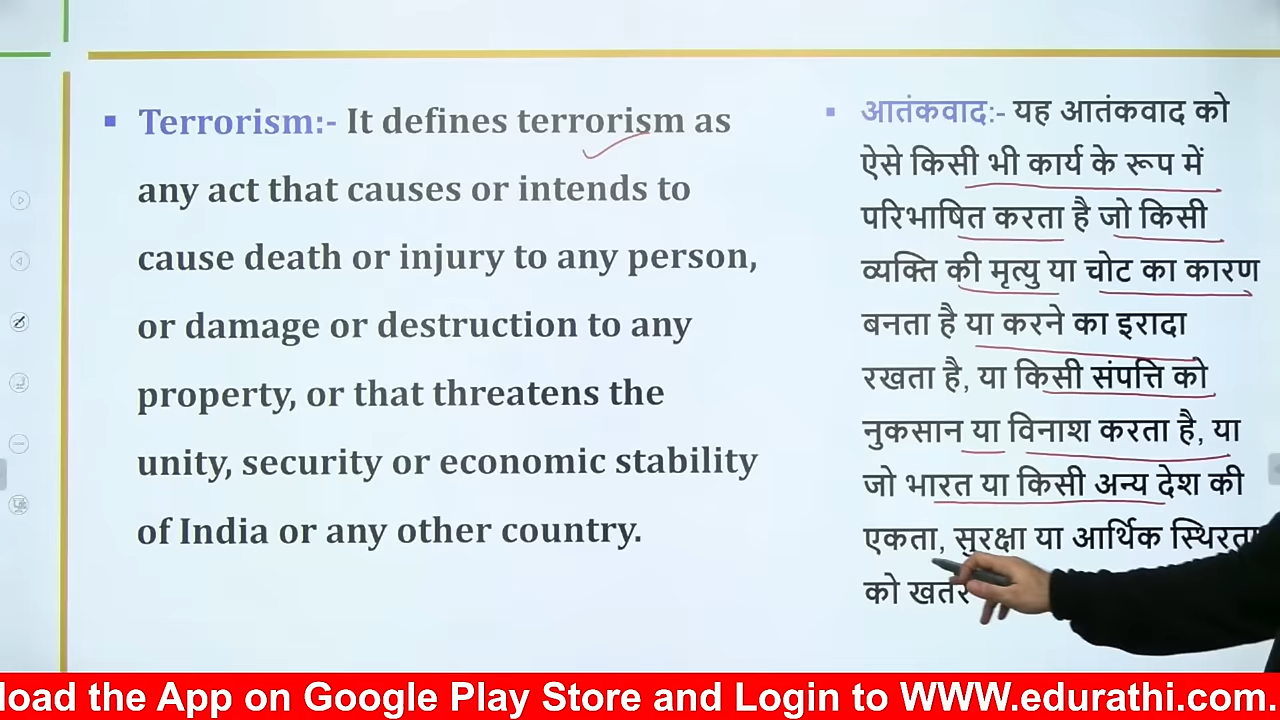 ▪ Terrorism:- It defines terrorism as
any act that causes or intends to
cause death or injury to any person,
or damage or destruction to any
property, or that threatens the
unity, security or economic stability
of India or any other country.
▪ आतंकवाद:- यह आतंकवाद को
ऐसे किसी भी कार्य के रूप में
परिभाषित करता है जो किसी
व्यक्ति की मृत्यु या चोट का कारण
बनता है या करने का इरादा
रखता है, या किसी संपत्ति को
नुकसान या विनाश करता है, या
जो भारत या किसी अन्य देश की
एकता, सुरक्षा या आर्थिक स्थिरता
को
load the App on Google Play Store and Login to WWW.edurathi.com.